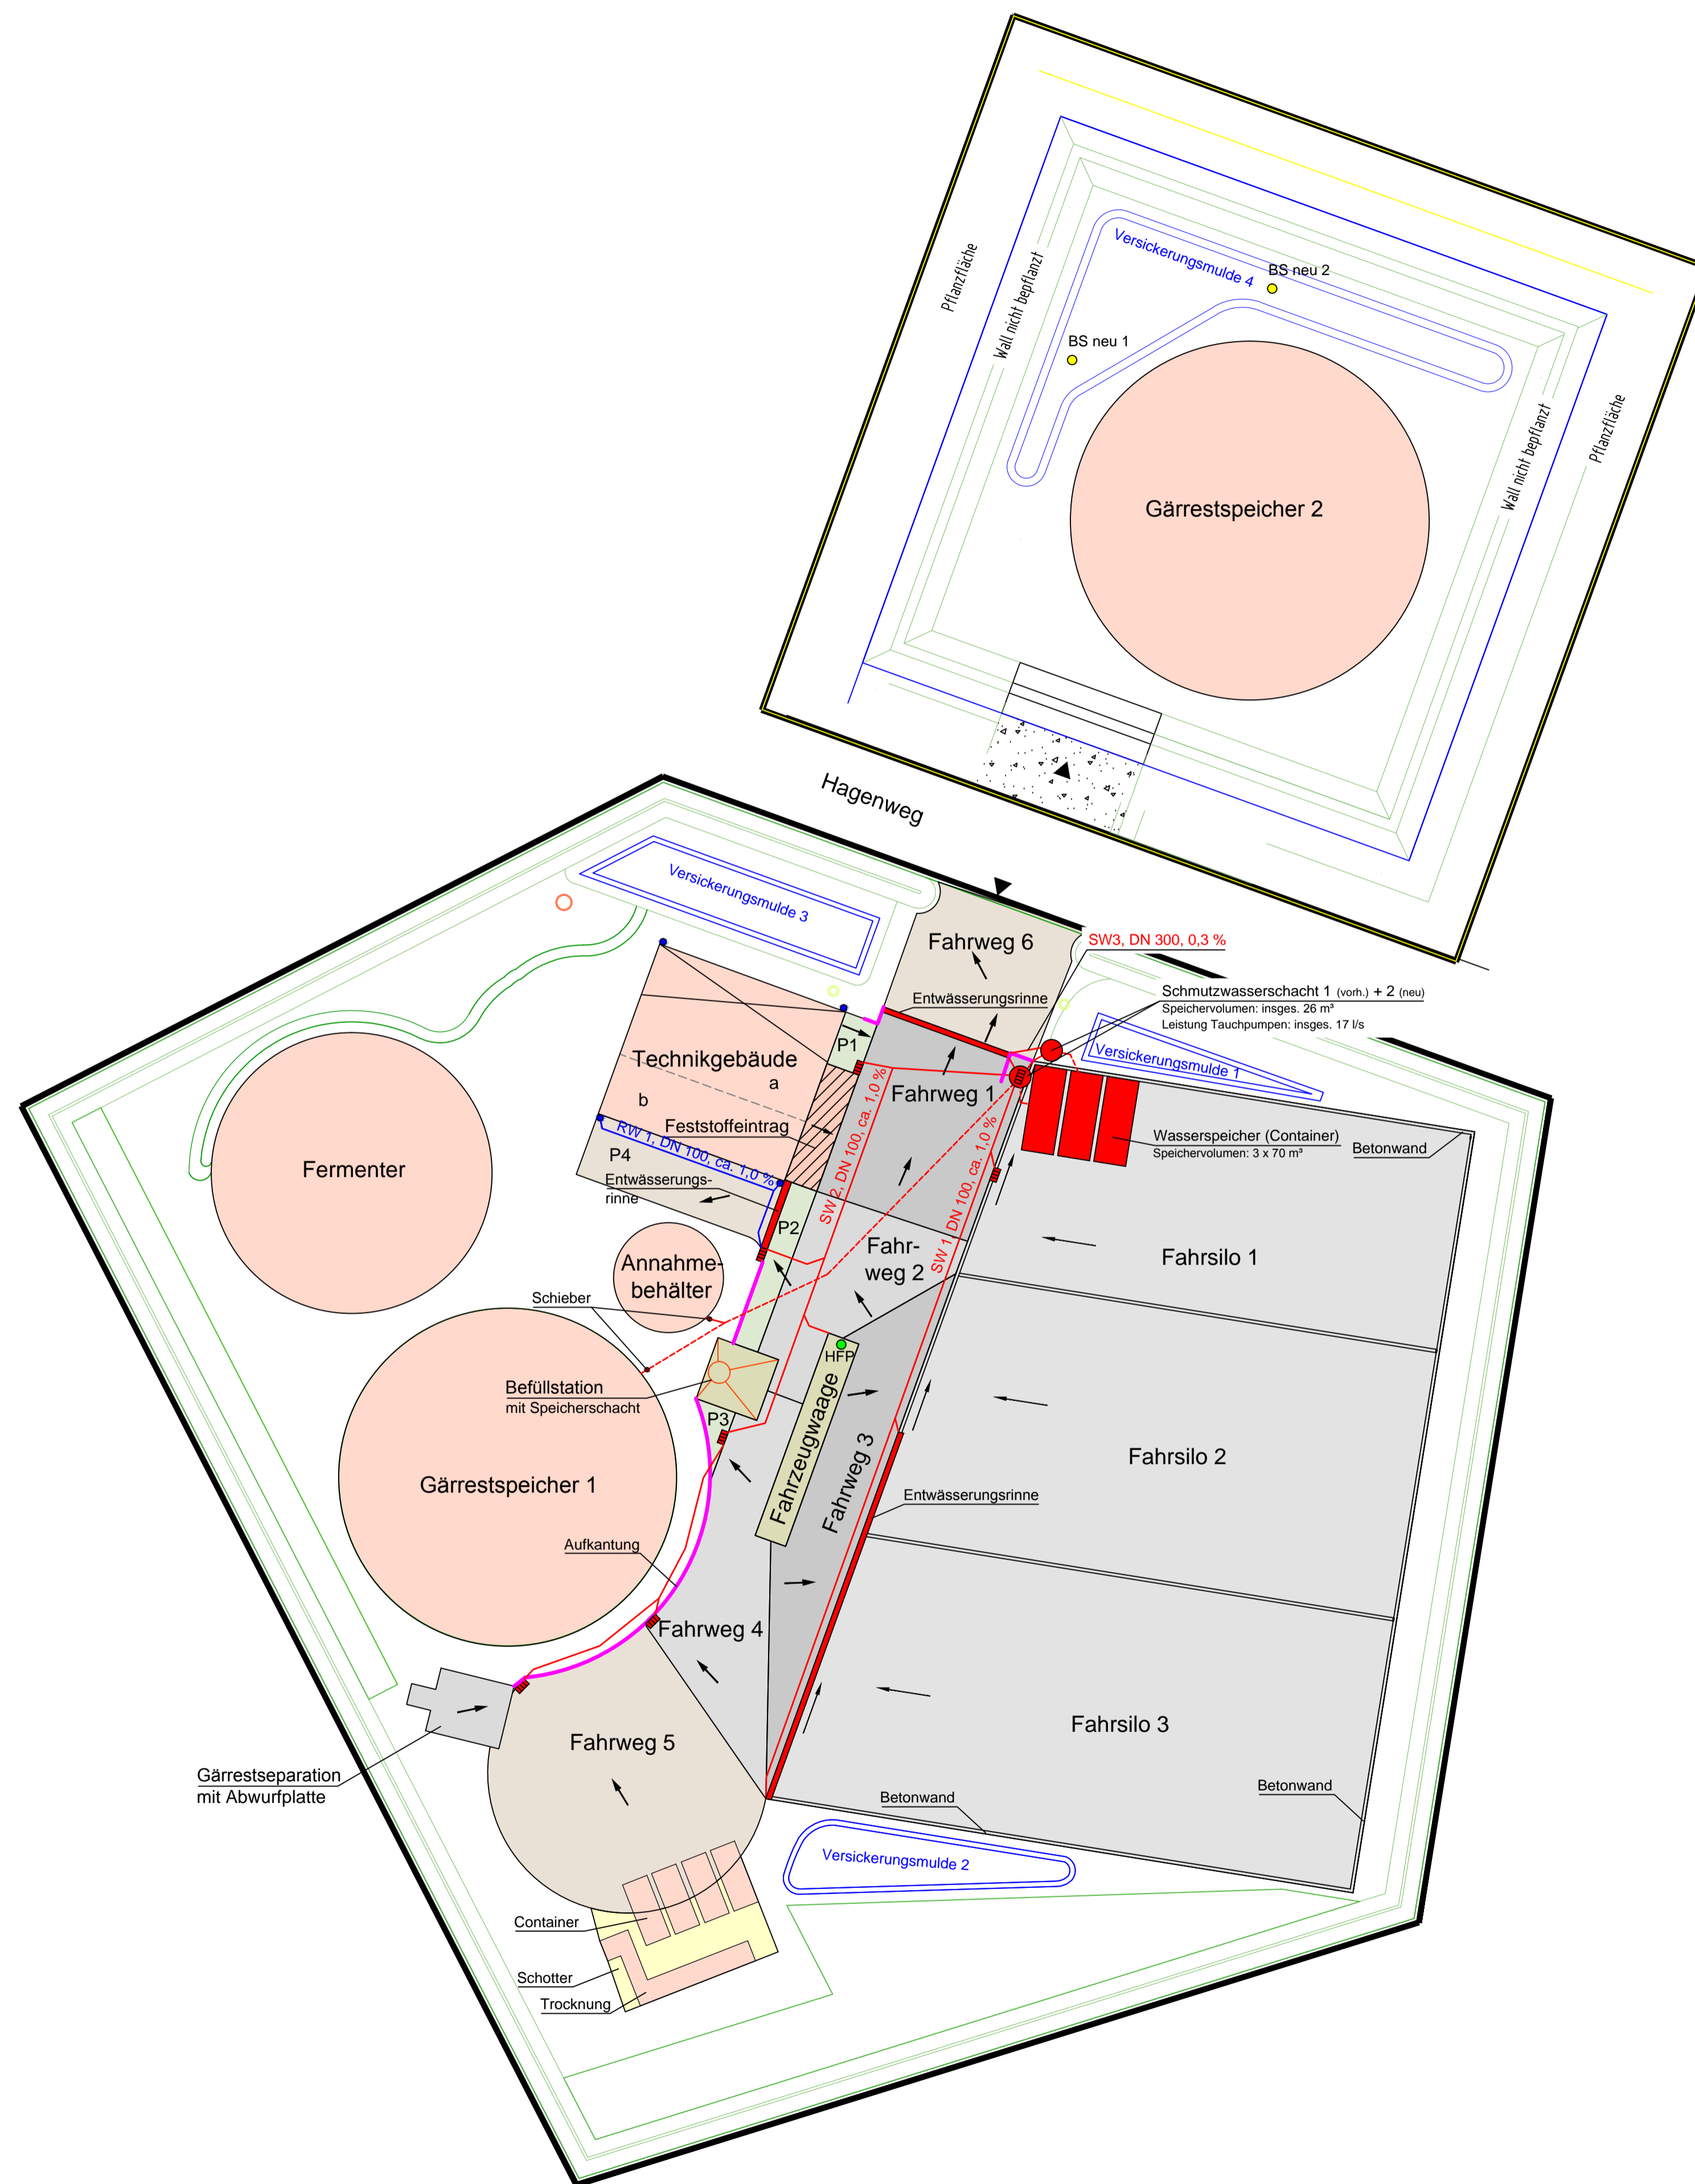 Pflanzfläche
Wall nicht bepflanzt
Versickerungsmulde 4
BS neu 2
BS neu 1
Gärrestspeicher 2
Wall nicht bepflanzt
Pflanzfläche
Hagenweg
Versickerungsmulde 3
Fahrweg 6
SW3, DN 300, 0,3 %
Entwässerungsrinne
Schmutzwasserschacht 1 (vorh.) + 2 (neu)
Speichervolumen: insges. 26 m³
Leistung Tauchpumpen: insges. 17 l/s
Versickerungsmulde 1
P1
Technikgebäude
a
b
Fahrweg 1
Feststoffeintrag
RW 1, DN 100, ca. 1,0 %
P4
Entwässerungs-
rinne
SW 2, DN 100, ca. 1,0 %
SW 1, DN 100, ca. 1,0 %
Wasserspeicher (Container)
Speichervolumen: 3 x 70 m³
Betonwand
Fermenter
P2
Fahr-
weg 2
Fahrsilo 1
Annahme-
behälter
Schieber
HFP
Befüllstation
mit Speicherschacht
P3
Fahrzeugwaage
Fahrweg 3
Fahrsilo 2
Gärrestspeicher 1
Entwässerungsrinne
Aufkantung
Fahrweg 4
Fahrsilo 3
Fahrweg 5
Gärrestseparation
mit Abwurfplatte
Betonwand
Betonwand
Versickerungsmulde 2
Container
Schotter
Trocknung